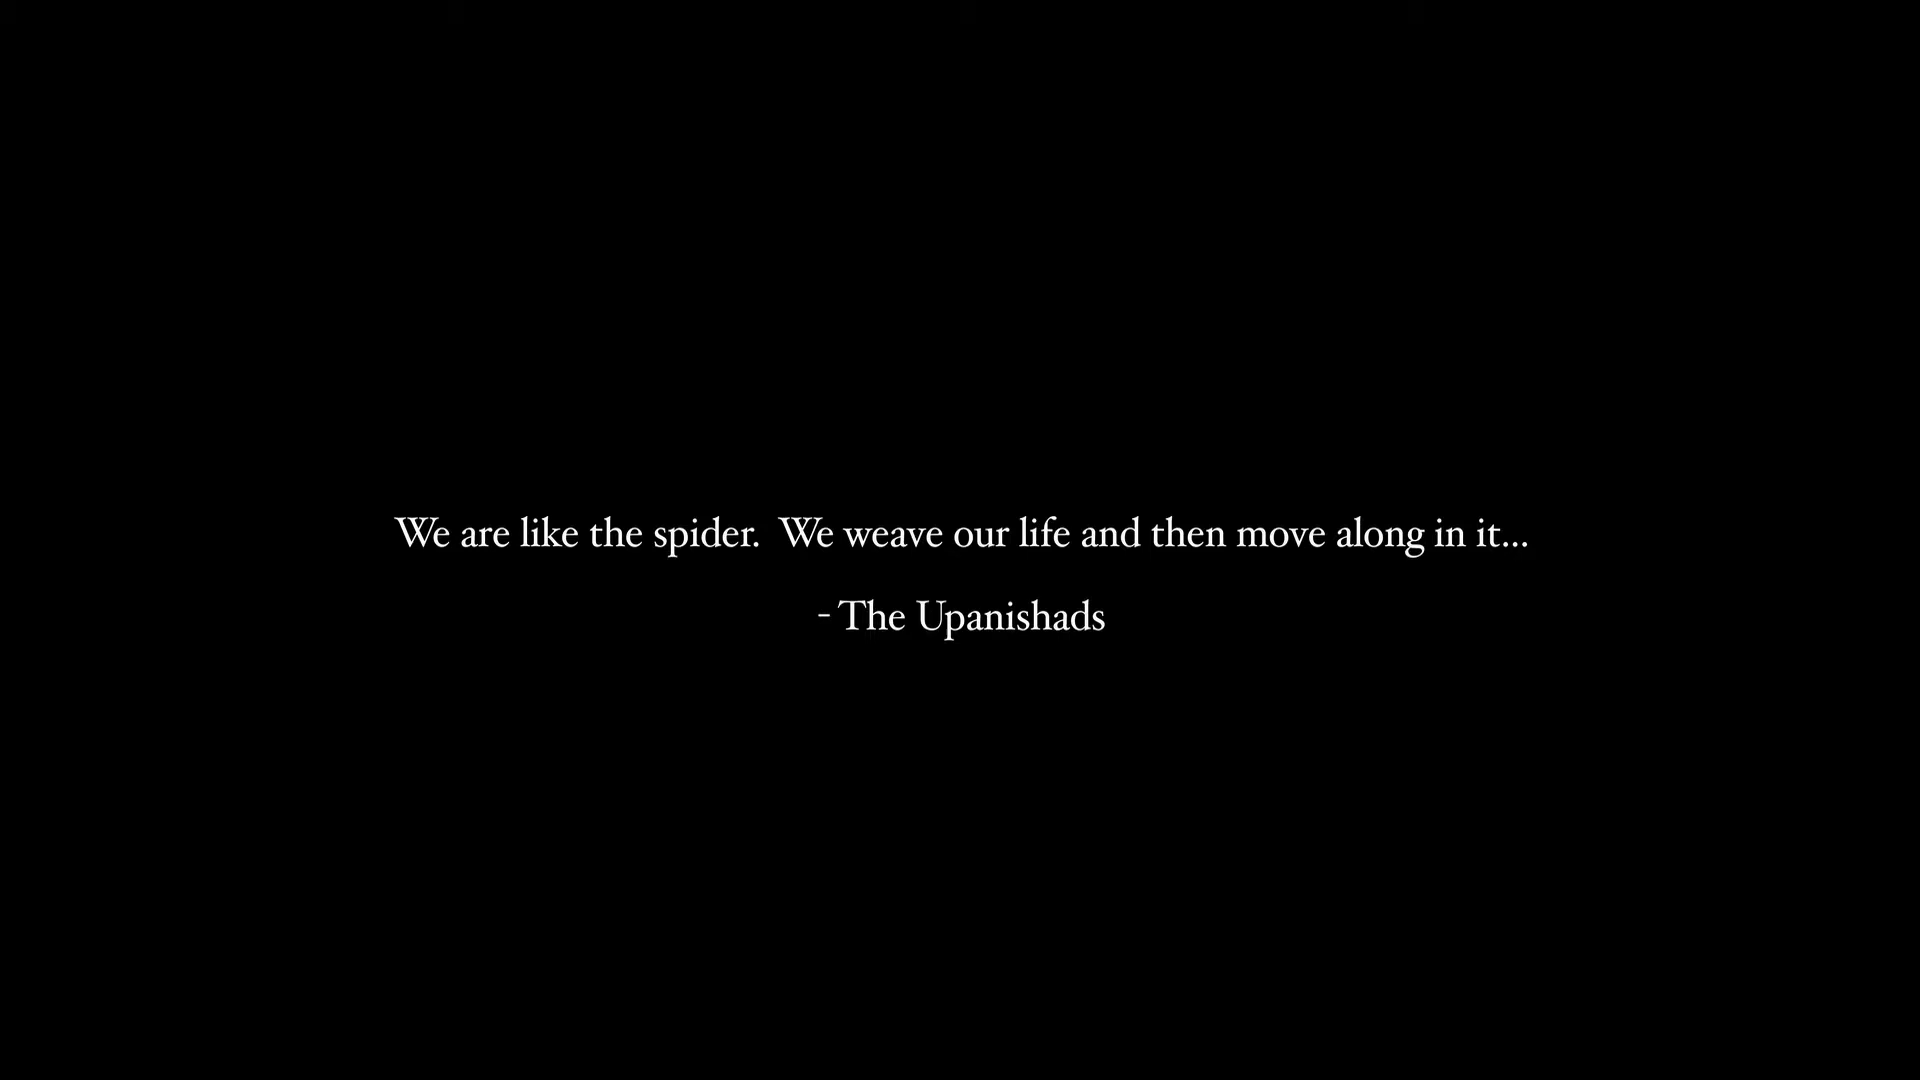 We are like the spider.  We weave our life and then move along in it...
- The Upanishads